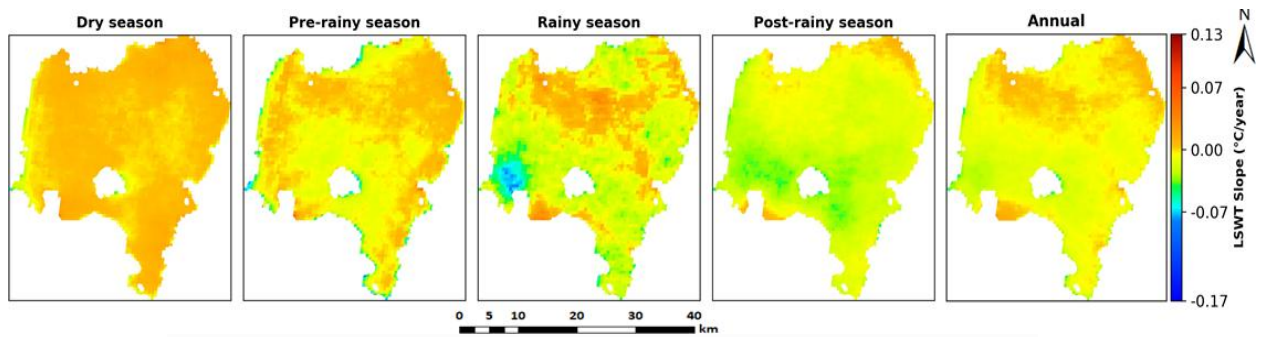 Dry season
Pre-rainy season
Rainy season
Post-rainy season
Annual
N
0.13
0.07
0.00
-0.07
-0.17
LSWT Slope (°C/year)
0 5 10 20 30 40
km